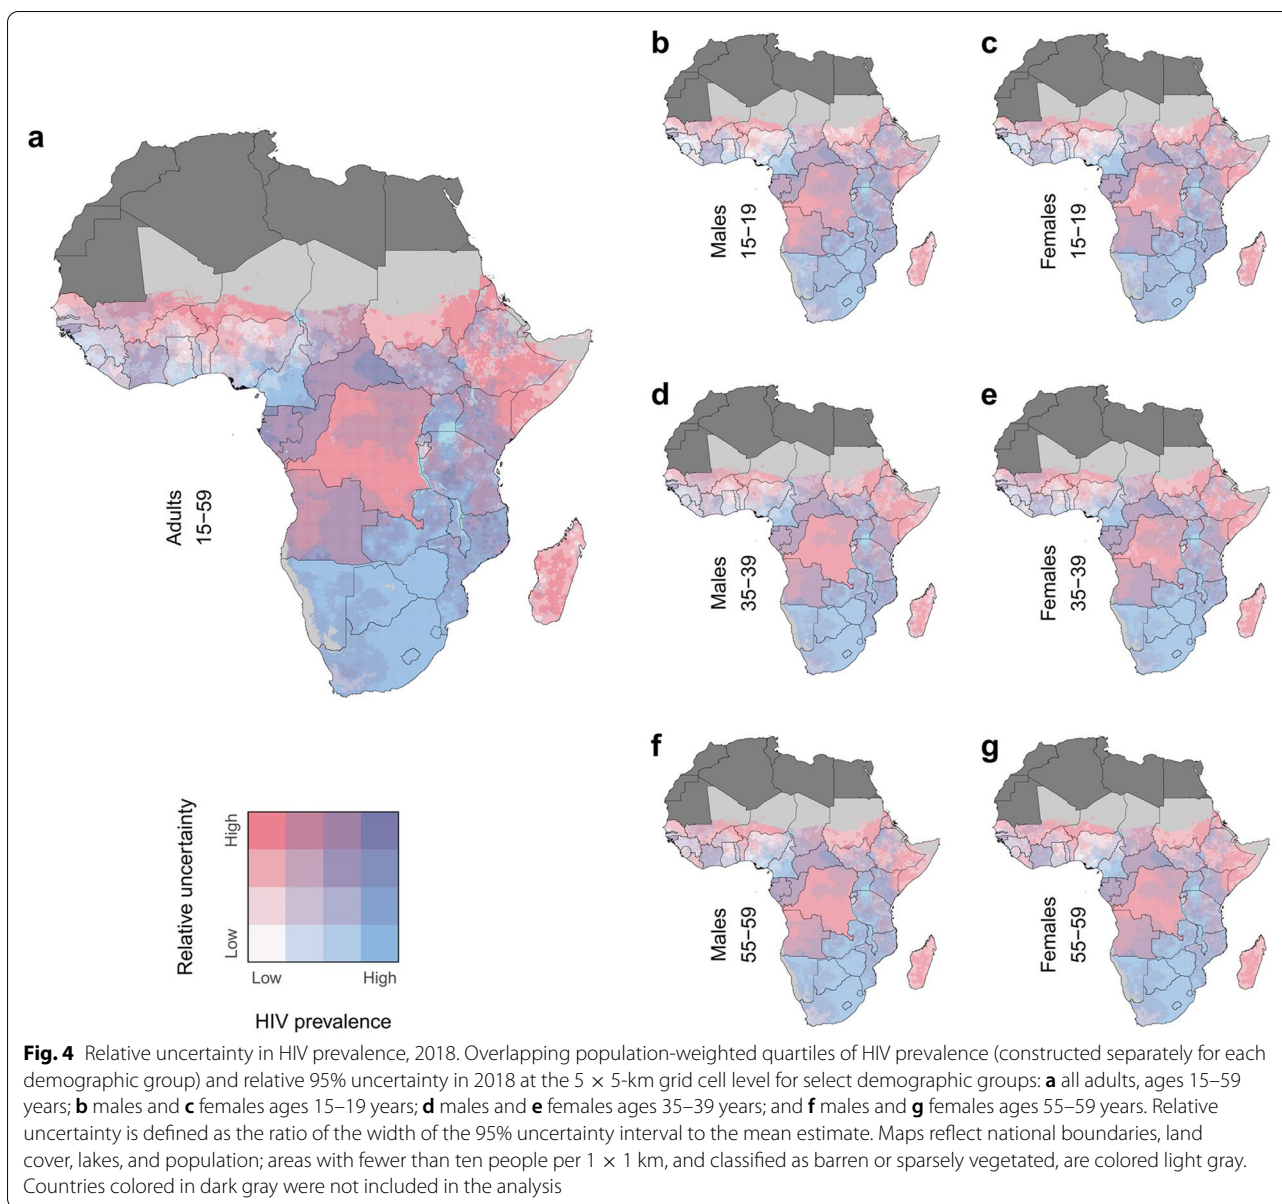 a
Adults
15–59
b
Males
15–19
c
Females
15–19
d
Males
35–39
e
Females
35–39
f
Males
55–59
g
Females
55–59
Relative uncertainty
High
Low
Low High
HIV prevalence
Fig. 4 Relative uncertainty in HIV prevalence, 2018. Overlapping population-weighted quartiles of HIV prevalence (constructed separately for each
demographic group) and relative 95% uncertainty in 2018 at the 5 × 5-km grid cell level for select demographic groups: a all adults, ages 15–59
years; b males and c females ages 15–19 years; d males and e females ages 35–39 years; and f males and g females ages 55–59 years. Relative
uncertainty is defined as the ratio of the width of the 95% uncertainty interval to the mean estimate. Maps reflect national boundaries, land
cover, lakes, and population; areas with fewer than ten people per 1 × 1 km, and classified as barren or sparsely vegetated, are colored light gray.
Countries colored in dark gray were not included in the analysis